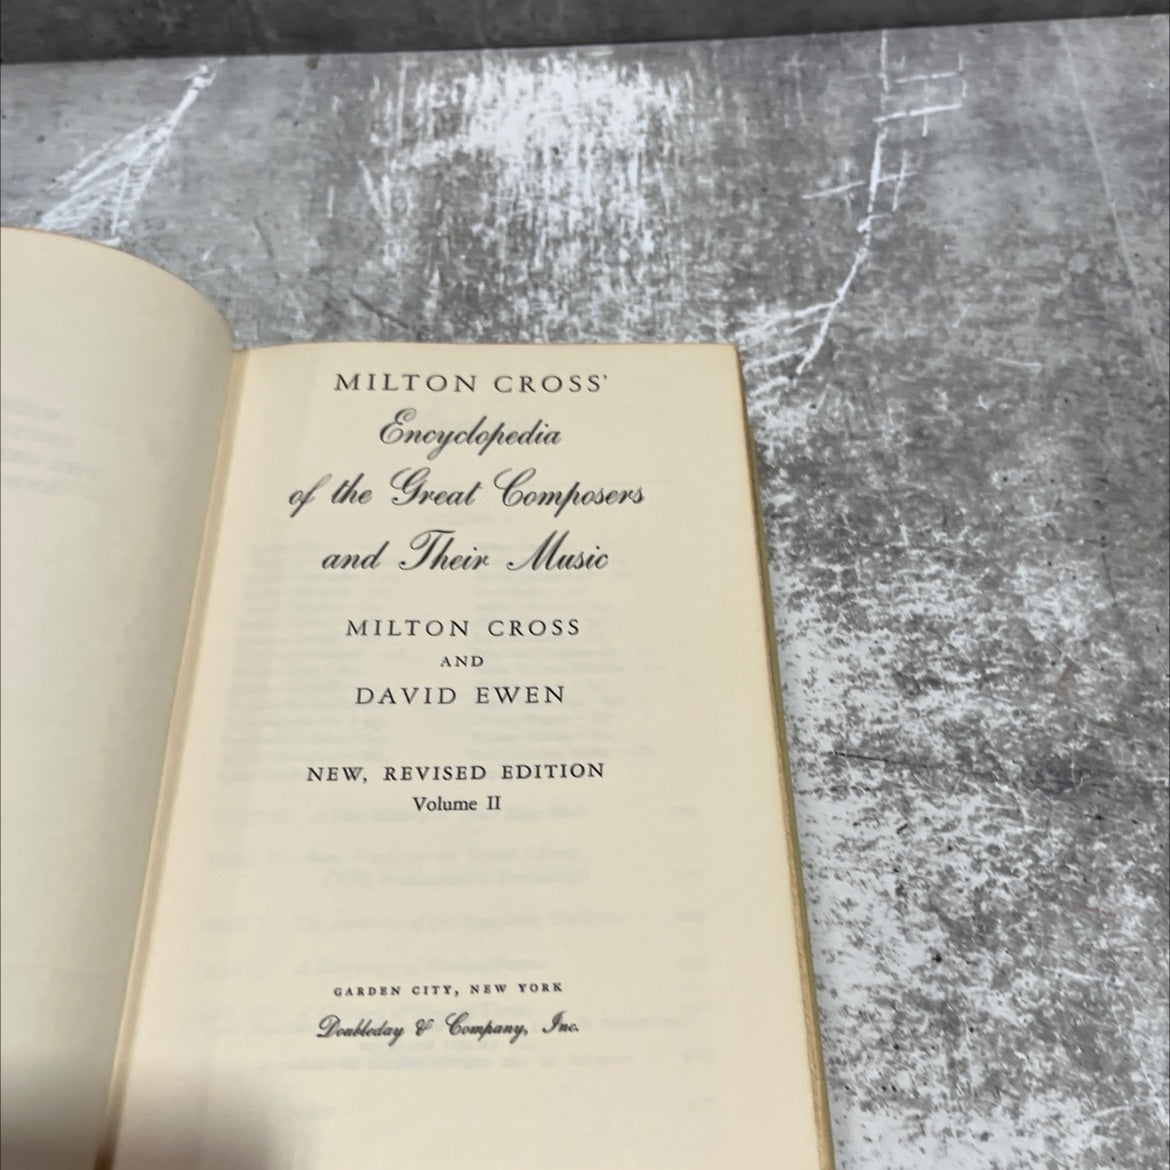 MILTON CROSS'
Encyclopedia
of the Great Composers
and Their Music
MILTON CROSS
AND
DAVID EWEN
NEW, REVISED EDITION
Volume II
GARDEN CITY, NEW YORK
Doubleday & Company, Inc.